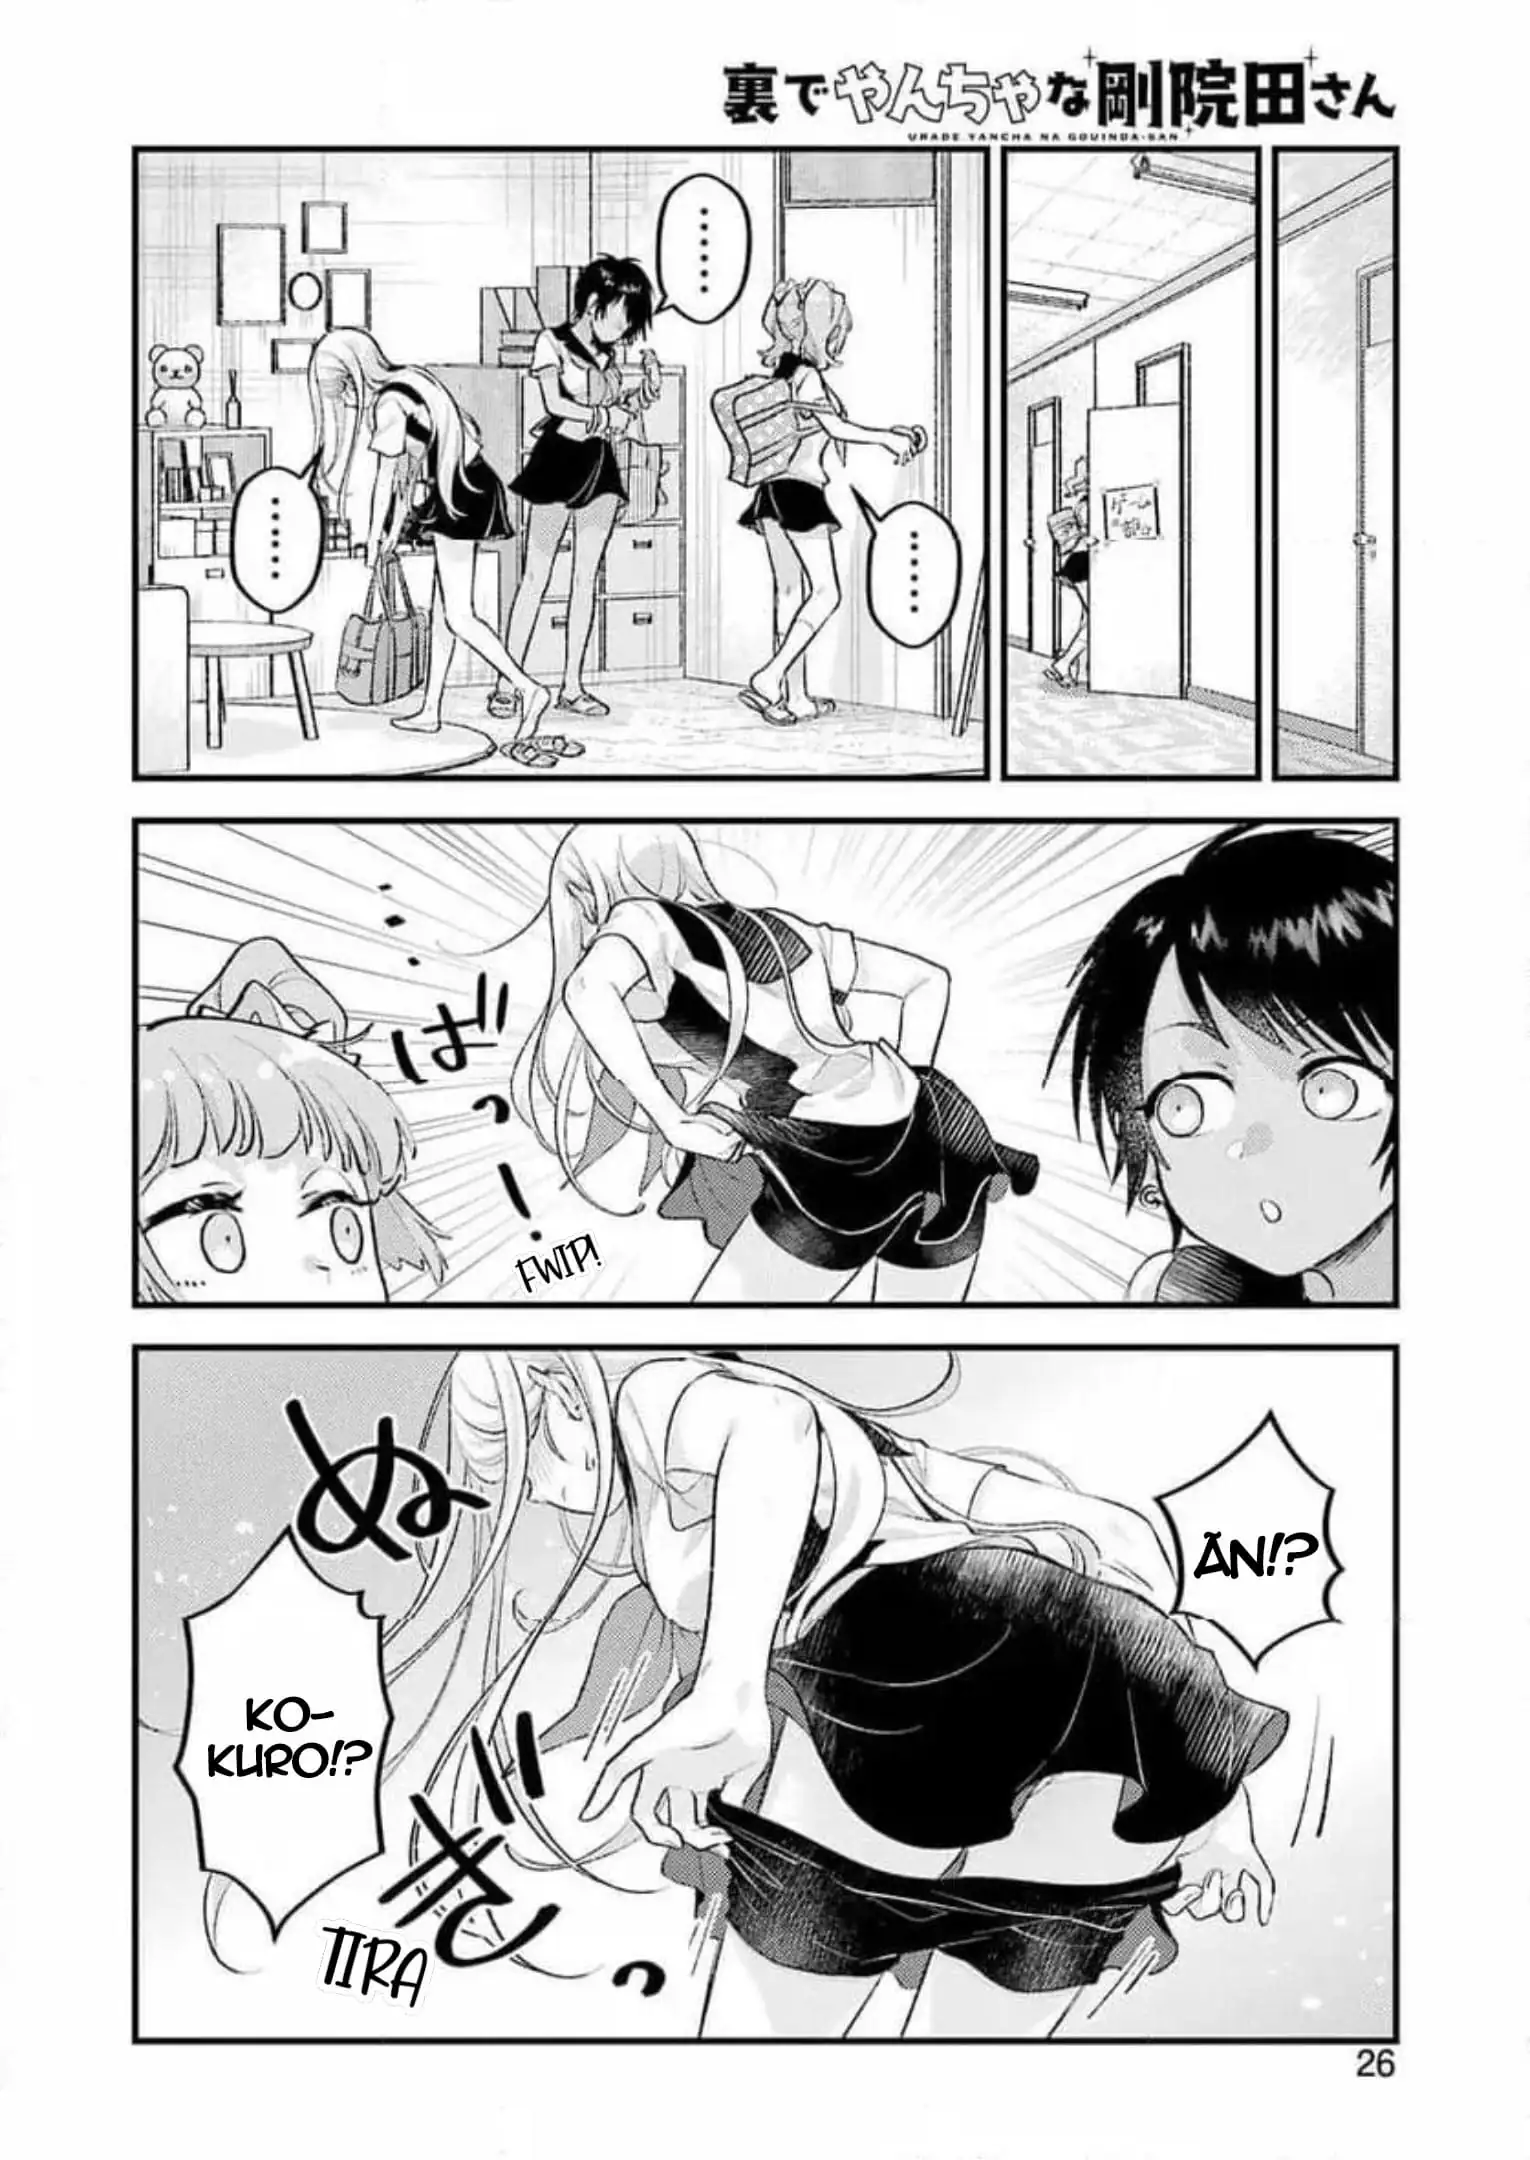 裏でやんちゃな剛院田さん
URADE YANCHA NA GOUINDA-SAN
ゲーム部☆
……
……
……
ばっ!
FWIP!
ÃN!?
ぬぎっ
KO-
KURO!?
TIRA
26